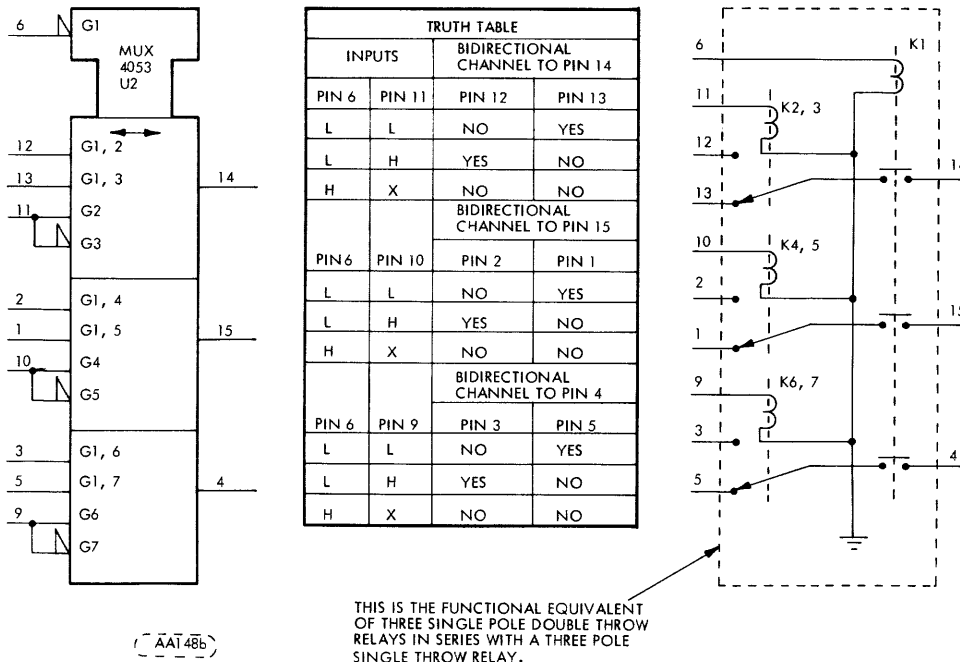 6
G1
MUX
4053
U2
12
G1, 2
13
G1, 3
14
11
G2
G3
2
G1, 4
1
G1, 5
15
10
G4
G5
3
G1, 6
5
G1, 7
4
9
G6
G7
AA148b
TRUTH TABLE
INPUTS
BIDIRECTIONAL
CHANNEL TO PIN 14
PIN 6 PIN 11 PIN 12 PIN 13
L L NO YES
L H YES NO
H X NO NO
BIDIRECTIONAL
CHANNEL TO PIN 15
PIN6 PIN 10 PIN 2 PIN 1
L L NO YES
L H YES NO
H X NO NO
BIDIRECTIONAL
CHANNEL TO PIN 4
PIN 6 PIN 9 PIN 3 PIN 5
L L NO YES
L H YES NO
H X NO NO
6
K1
11
K2, 3
12
13
14
10
K4, 5
2
1
15
9
K6, 7
3
5
4
THIS IS THE FUNCTIONAL EQUIVALENT
OF THREE SINGLE POLE DOUBLE THROW
RELAYS IN SERIES WITH A THREE POLE
SINGLE THROW RELAY.